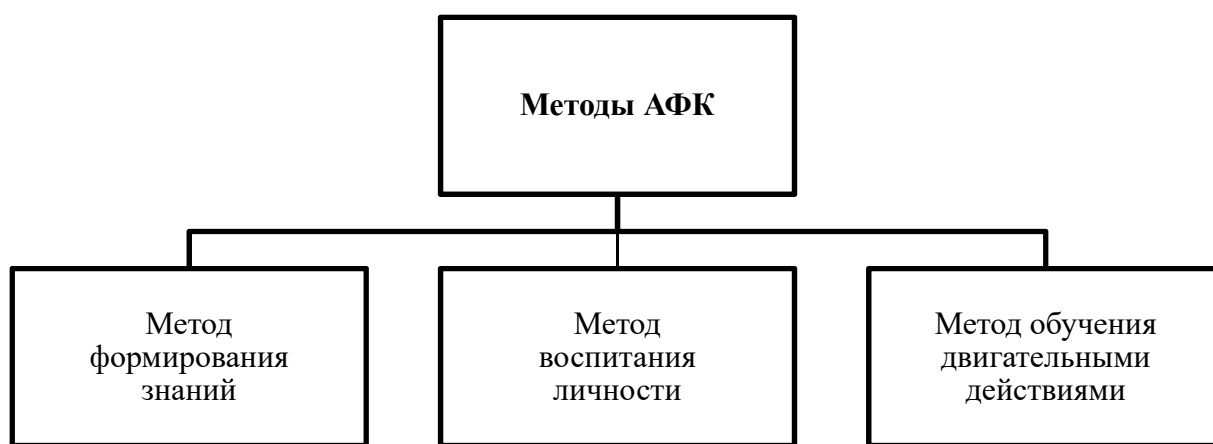 Методы АФК
Метод
формирования
знаний
Метод
воспитания
личности
Метод обучения
двигательными
действиями